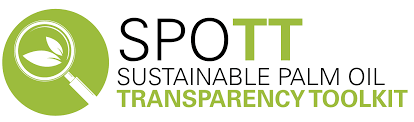 SPOTT
SUSTAINABLE PALM OIL
TRANSPARENCY TOOLKIT